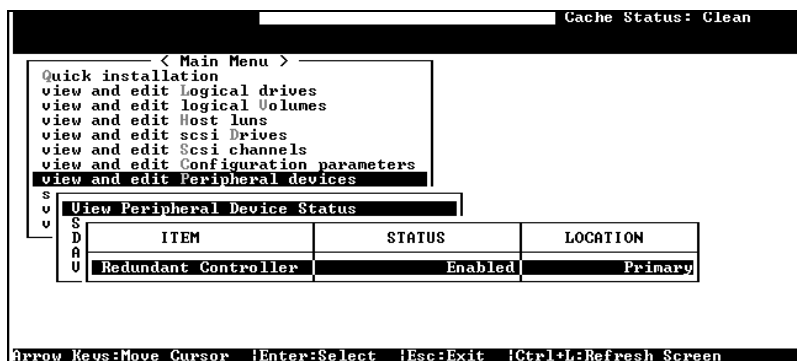 Cache Status: Clean
< Main Menu >
Quick installation
view and edit Logical drives
view and edit logical Volumes
view and edit Host luns
view and edit scsi Drives
view and edit Scsi channels
view and edit Configuration parameters
view and edit Peripheral devices
s
v View Peripheral Device Status
v S
D ITEM STATUS LOCATION
A
V Redundant Controller Enabled Primary
Arrow Keys:Move Cursor |Enter:Select |Esc:Exit |Ctrl+L:Refresh Screen